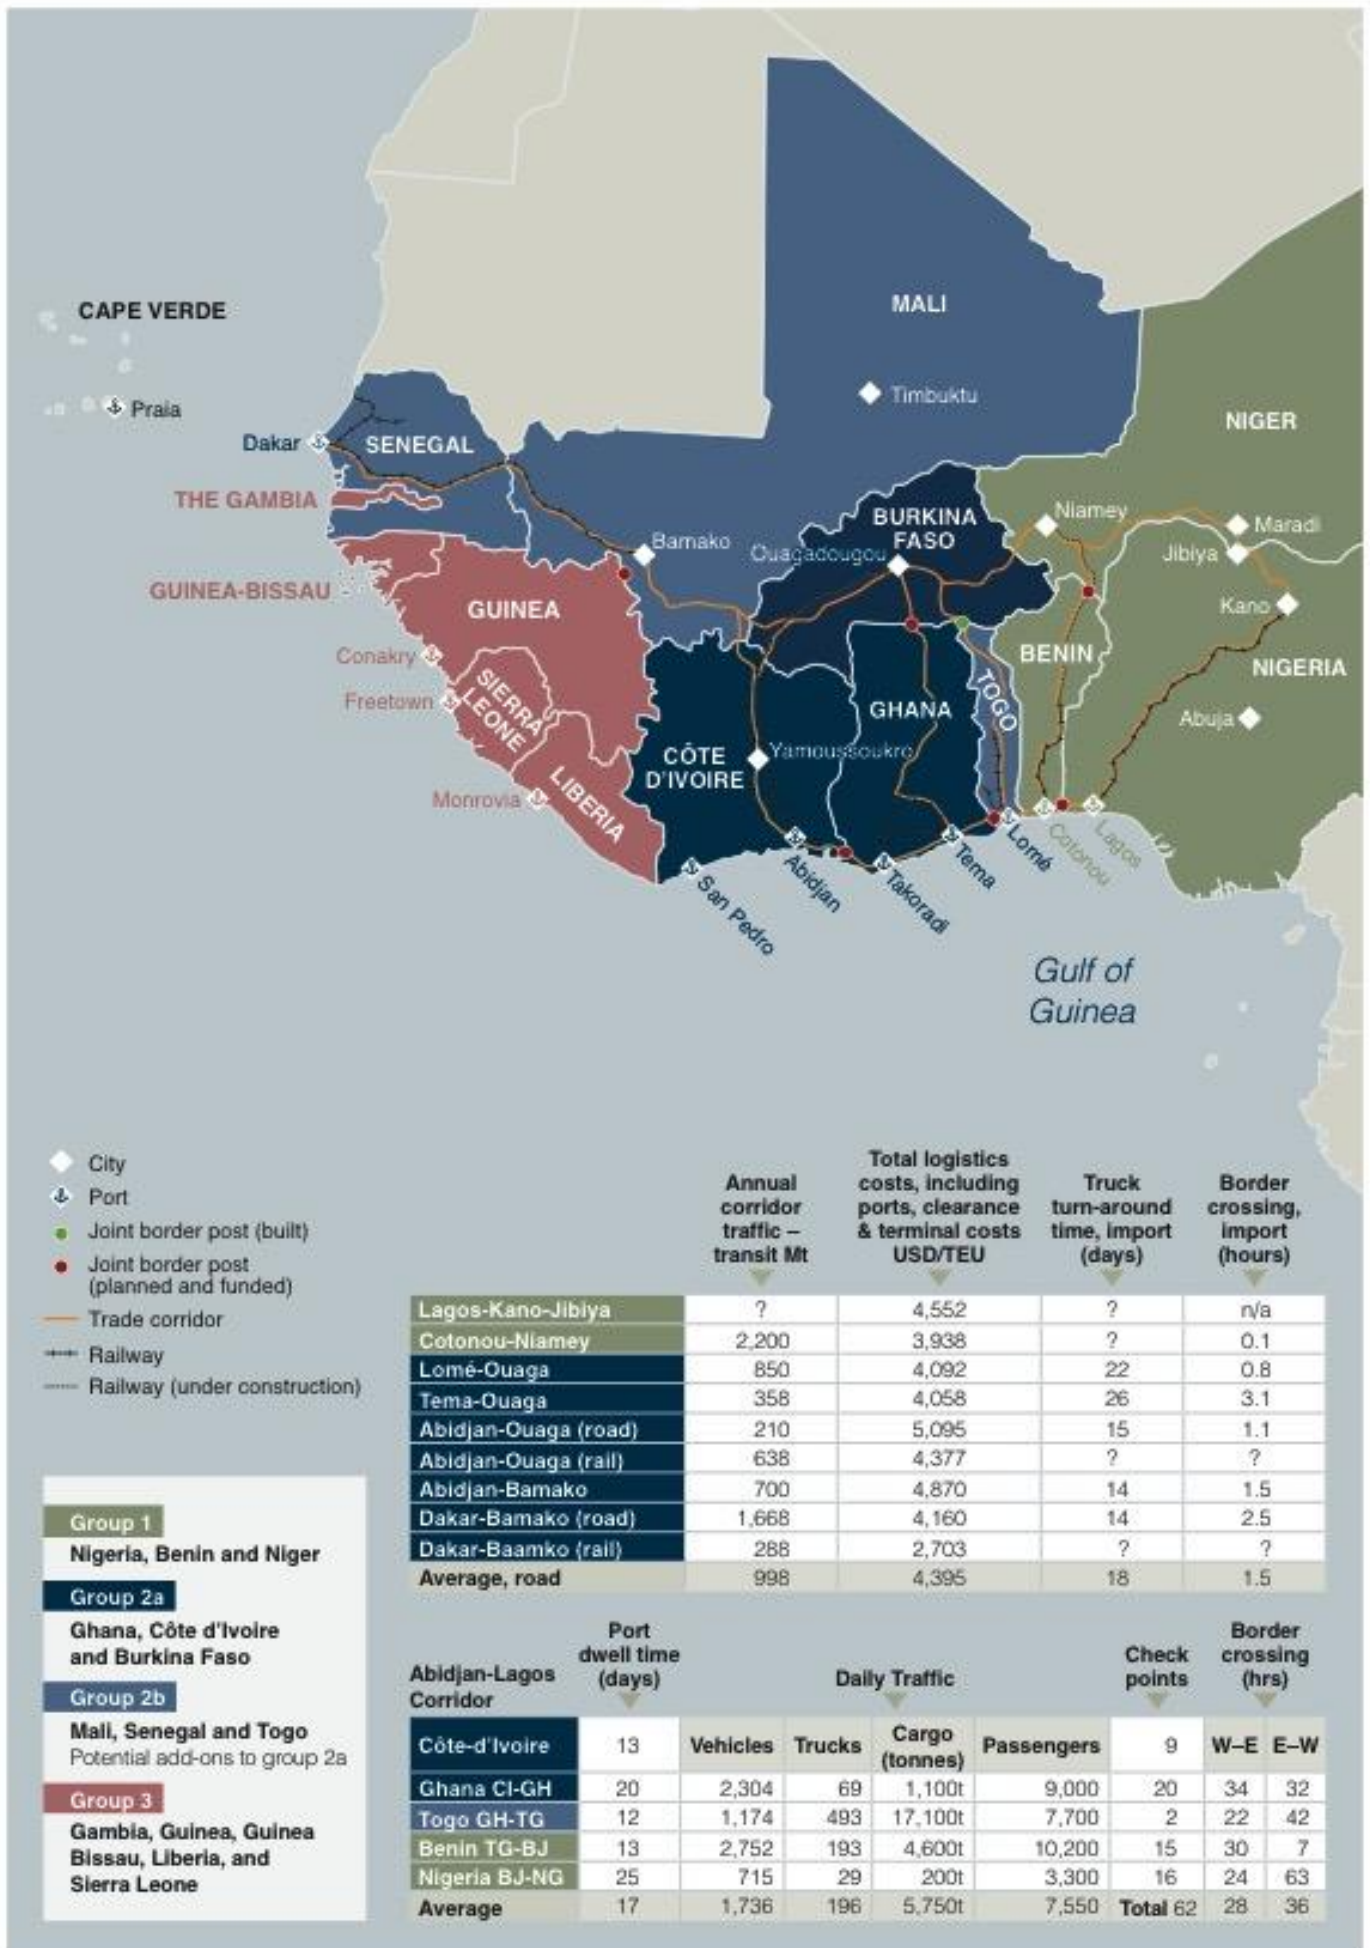 CAPE VERDE
Praia
MALI
Timbuktu
NIGER
Dakar
SENEGAL
THE GAMBIA
BURKINA
FASO
Niamey
Maradi
Bamako
Ouagadougou
Jibiya
GUINEA-BISSAU
GUINEA
Kano
BENIN
NIGERIA
Conakry
SIERRA
LEONE
Freetown
TOGO
GHANA
Abuja
CÔTE
D'IVOIRE
Yamoussoukro
Monrovia
LIBERIA
San Pedro
Abidjan
Takoradi
Tema
Lomé
Cotonou
Lagos
Gulf of
Guinea
City
Port
Joint border post (built)
Joint border post
(planned and funded)
Trade corridor
Railway
Railway (under construction)
Group 1
Nigeria, Benin and Niger
Group 2a
Ghana, Côte d'Ivoire
and Burkina Faso
Group 2b
Mali, Senegal and Togo
Potential add-ons to group 2a
Group 3
Gambia, Guinea, Guinea
Bissau, Liberia, and
Sierra Leone
Annual
corridor
traffic –
transit Mt
Total logistics
costs, including
ports, clearance
& terminal costs
USD/TEU
Truck
turn-around
time, import
(days)
Border
crossing,
import
(hours)
Lagos-Kano-Jibiya ? 4,552 ? n/a
Cotonou-Niamey 2,200 3,938 ? 0.1
Lomé-Ouaga 850 4,092 22 0.8
Tema-Ouaga 358 4,058 26 3.1
Abidjan-Ouaga (road) 210 5,095 15 1.1
Abidjan-Ouaga (rail) 638 4,377 ? ?
Abidjan-Bamako 700 4,870 14 1.5
Dakar-Bamako (road) 1,668 4,160 14 2.5
Dakar-Baamko (rail) 288 2,703 ? ?
Average, road 998 4,395 18 1.5
Abidjan-Lagos
Corridor
Port
dwell time
(days)
Daily Traffic
Check
points
Border
crossing
(hrs)
Côte-d'Ivoire 13 Vehicles Trucks Cargo (tonnes) Passengers 9 W–E E–W
Ghana CI-GH 20 2,304 69 1,100t 9,000 20 34 32
Togo GH-TG 12 1,174 493 17,100t 7,700 2 22 42
Benin TG-BJ 13 2,752 193 4,600t 10,200 15 30 7
Nigeria BJ-NG 25 715 29 200t 3,300 16 24 63
Average 17 1,736 196 5,750t 7,550 Total 62 28 36